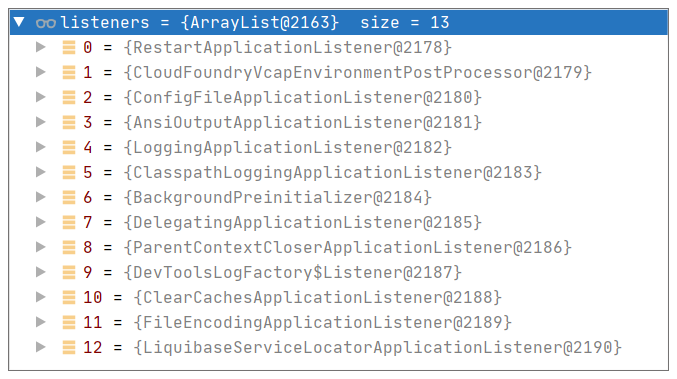 listeners = {ArrayList@2163} size = 13
0 = {RestartApplicationListener@2178}
1 = {CloudFoundryVcapEnvironmentPostProcessor@2179}
2 = {ConfigFileApplicationListener@2180}
3 = {AnsiOutputApplicationListener@2181}
4 = {LoggingApplicationListener@2182}
5 = {ClasspathLoggingApplicationListener@2183}
6 = {BackgroundPreinitializer@2184}
7 = {DelegatingApplicationListener@2185}
8 = {ParentContextCloserApplicationListener@2186}
9 = {DevToolsLogFactory$Listener@2187}
10 = {ClearCachesApplicationListener@2188}
11 = {FileEncodingApplicationListener@2189}
12 = {LiquibaseServiceLocatorApplicationListener@2190}